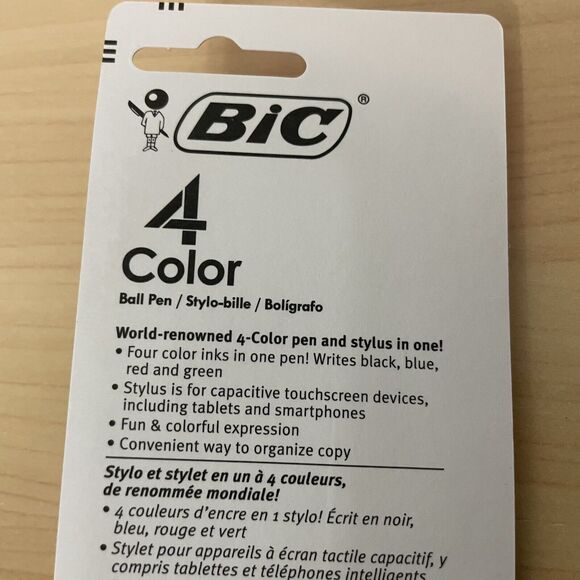 BiC®
4
Color
Ball Pen / Stylo-bille / Bolígrafo
World-renowned 4-Color pen and stylus in one!
• Four color inks in one pen! Writes black, blue,
red and green
• Stylus is for capacitive touchscreen devices,
including tablets and smartphones
• Fun & colorful expression
• Convenient way to organize copy
Stylo et stylet en un à 4 couleurs,
de renommée mondiale!
• 4 couleurs d'encre en 1 stylo! Écrit en noir,
bleu, rouge et vert
• Stylet pour appareils à écran tactile capacitif, y
compris tablettes et téléphones intelligents